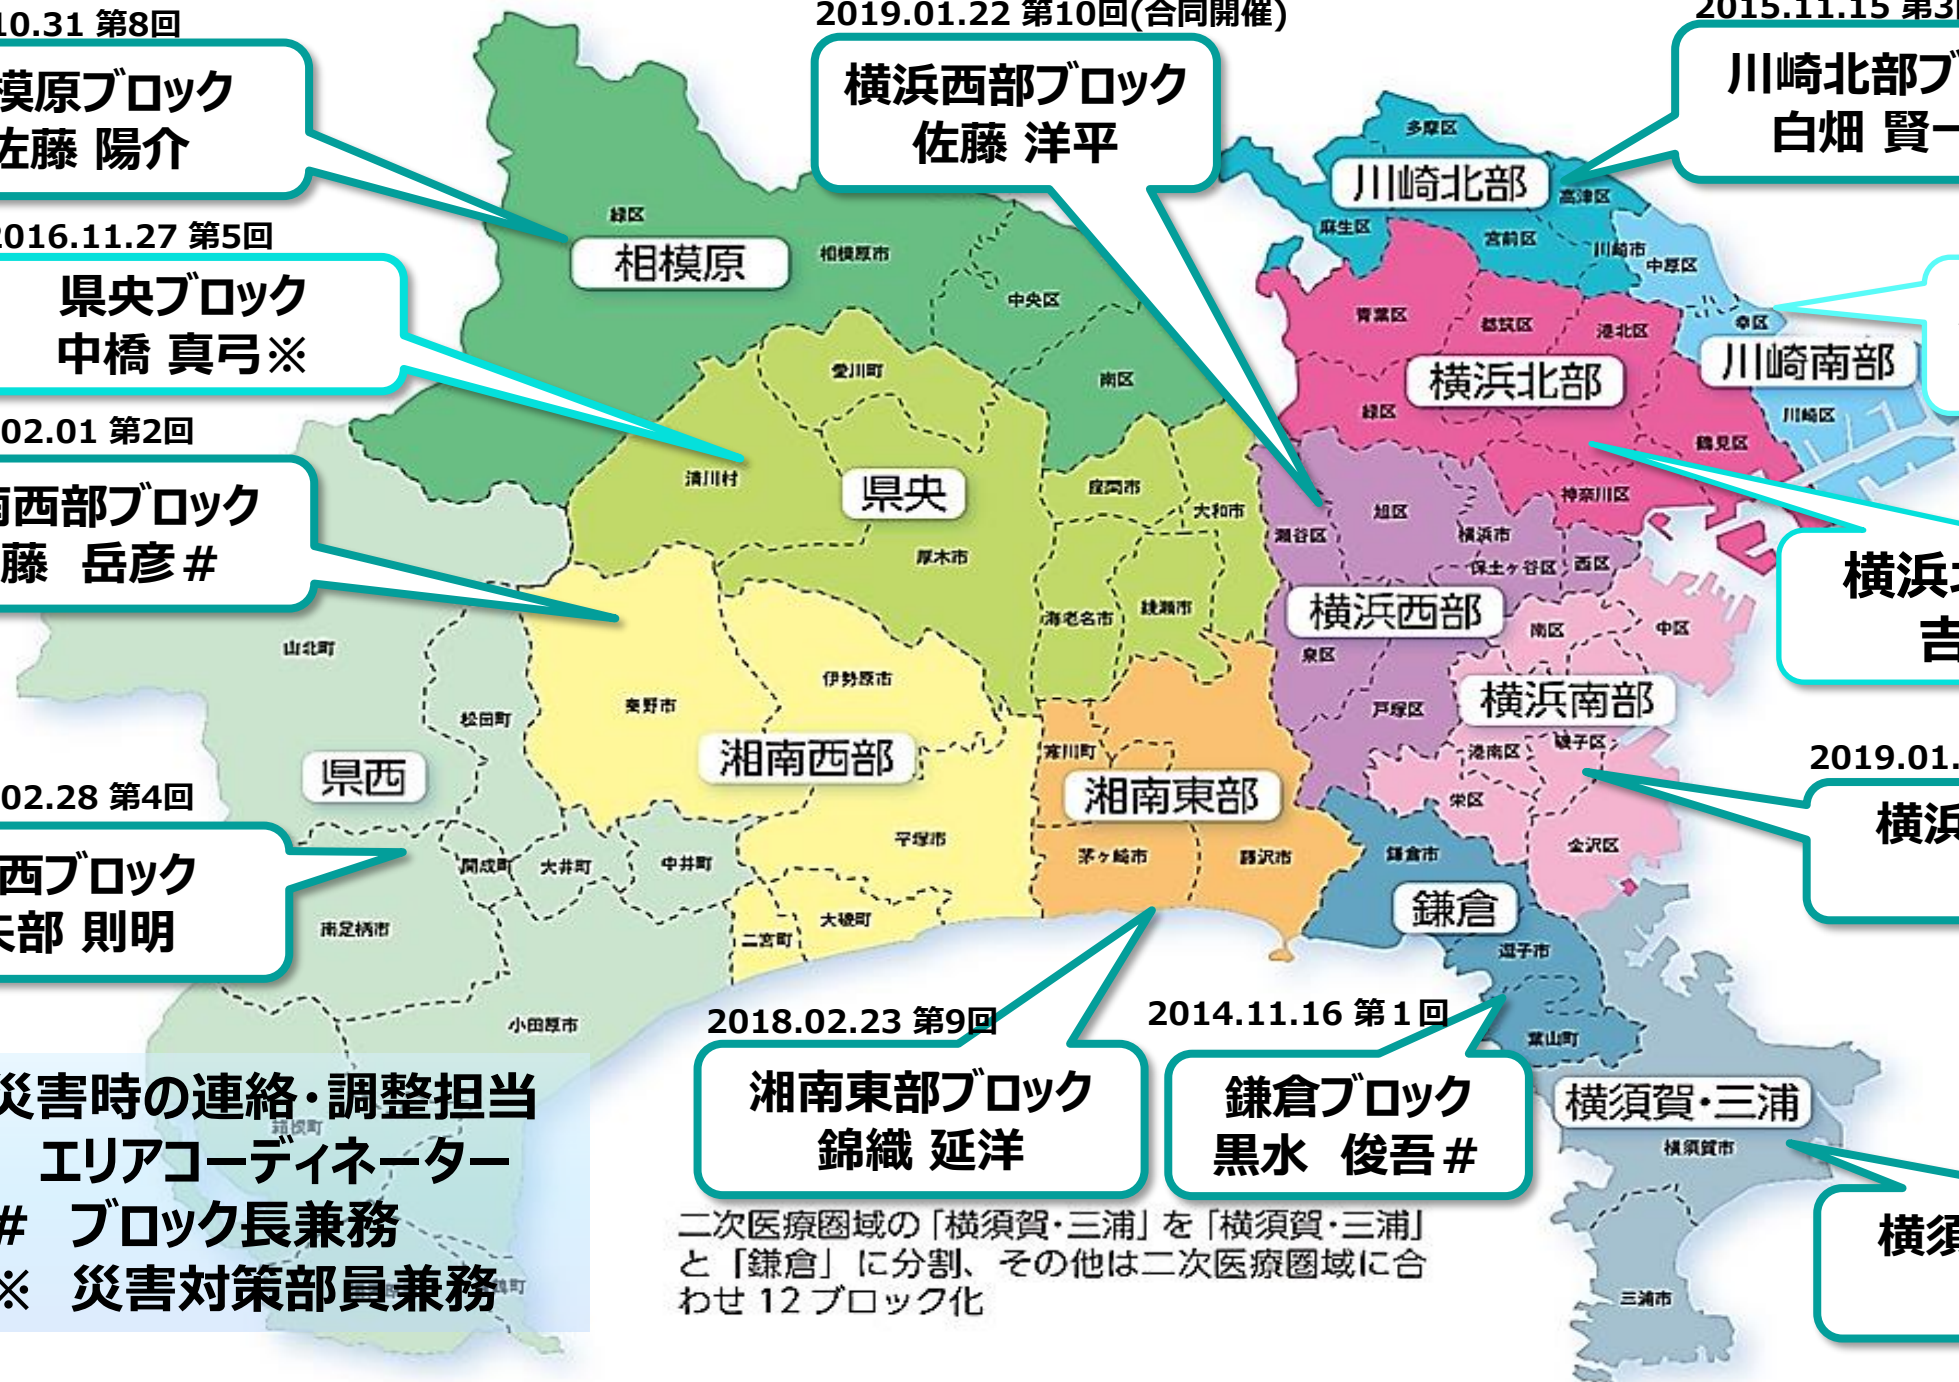 10.31 第8回
模原ブロック
佐藤 陽介
2019.01.22 第10回(合同開催)
横浜西部ブロック
佐藤 洋平
2015.11.15 第3
川崎北部ブ
白畑 賢一
2016.11.27 第5回
県央ブロック
中橋 真弓※
02.01 第2回
西部ブロック
藤 岳彦#
02.28 第4回
西ブロック
部 則明
横浜
吉
2019.01.
横浜
2018.02.23 第9回
湘南東部ブロック
錦織 延洋
2014.11.16 第1回
鎌倉ブロック
黒水 俊吾#
横須
相模原
緑区
相模原市
中央区
南区
川崎北部
多摩区
高津区
麻生区
宮前区
川崎市
中原区
川崎南部
幸区
川崎区
横浜北部
青葉区
都筑区
港北区
緑区
鶴見区
神奈川区
県央
愛川町
清川村
厚木市
座間市
大和市
海老名市
綾瀬市
横浜西部
瀬谷区
旭区
横浜市
保土ヶ谷区
西区
泉区
戸塚区
横浜南部
南区
中区
港南区
磯子区
栄区
金沢区
県西
山北町
松田町
開成町
大井町
中井町
南足柄市
小田原市
箱根町
湘南西部
秦野市
伊勢原市
平塚市
大磯町
二宮町
湘南東部
寒川町
茅ヶ崎市
藤沢市
鎌倉
鎌倉市
逗子市
葉山町
横須賀・三浦
横須賀市
三浦市
災害時の連絡・調整担当
エリアコーディネーター
# ブロック長兼務
※ 災害対策部員兼務
二次医療圏域の「横須賀・三浦」を「横須賀・三浦」
と「鎌倉」に分割、その他は二次医療圏域に合
わせ 12 ブロック化